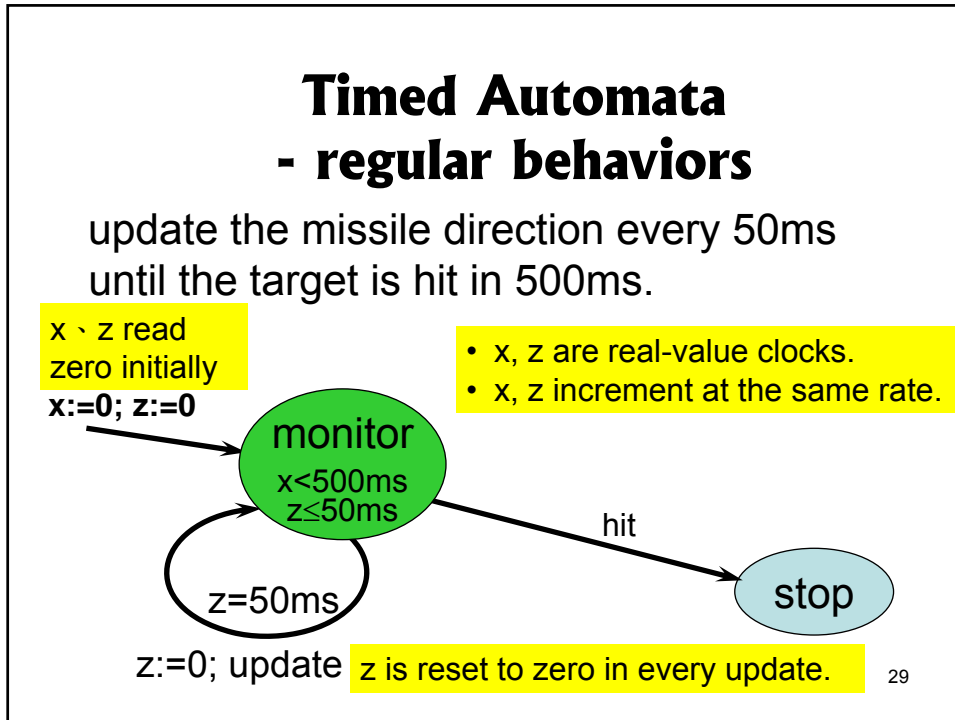 Timed Automata
- regular behaviors
update the missile direction every 50ms
until the target is hit in 500ms.
x、z read
zero initially
x:=0; z:=0
• x, z are real-value clocks.
• x, z increment at the same rate.
monitor
x<500ms
z≤50ms
hit
stop
z=50ms
z:=0; update
z is reset to zero in every update.
29